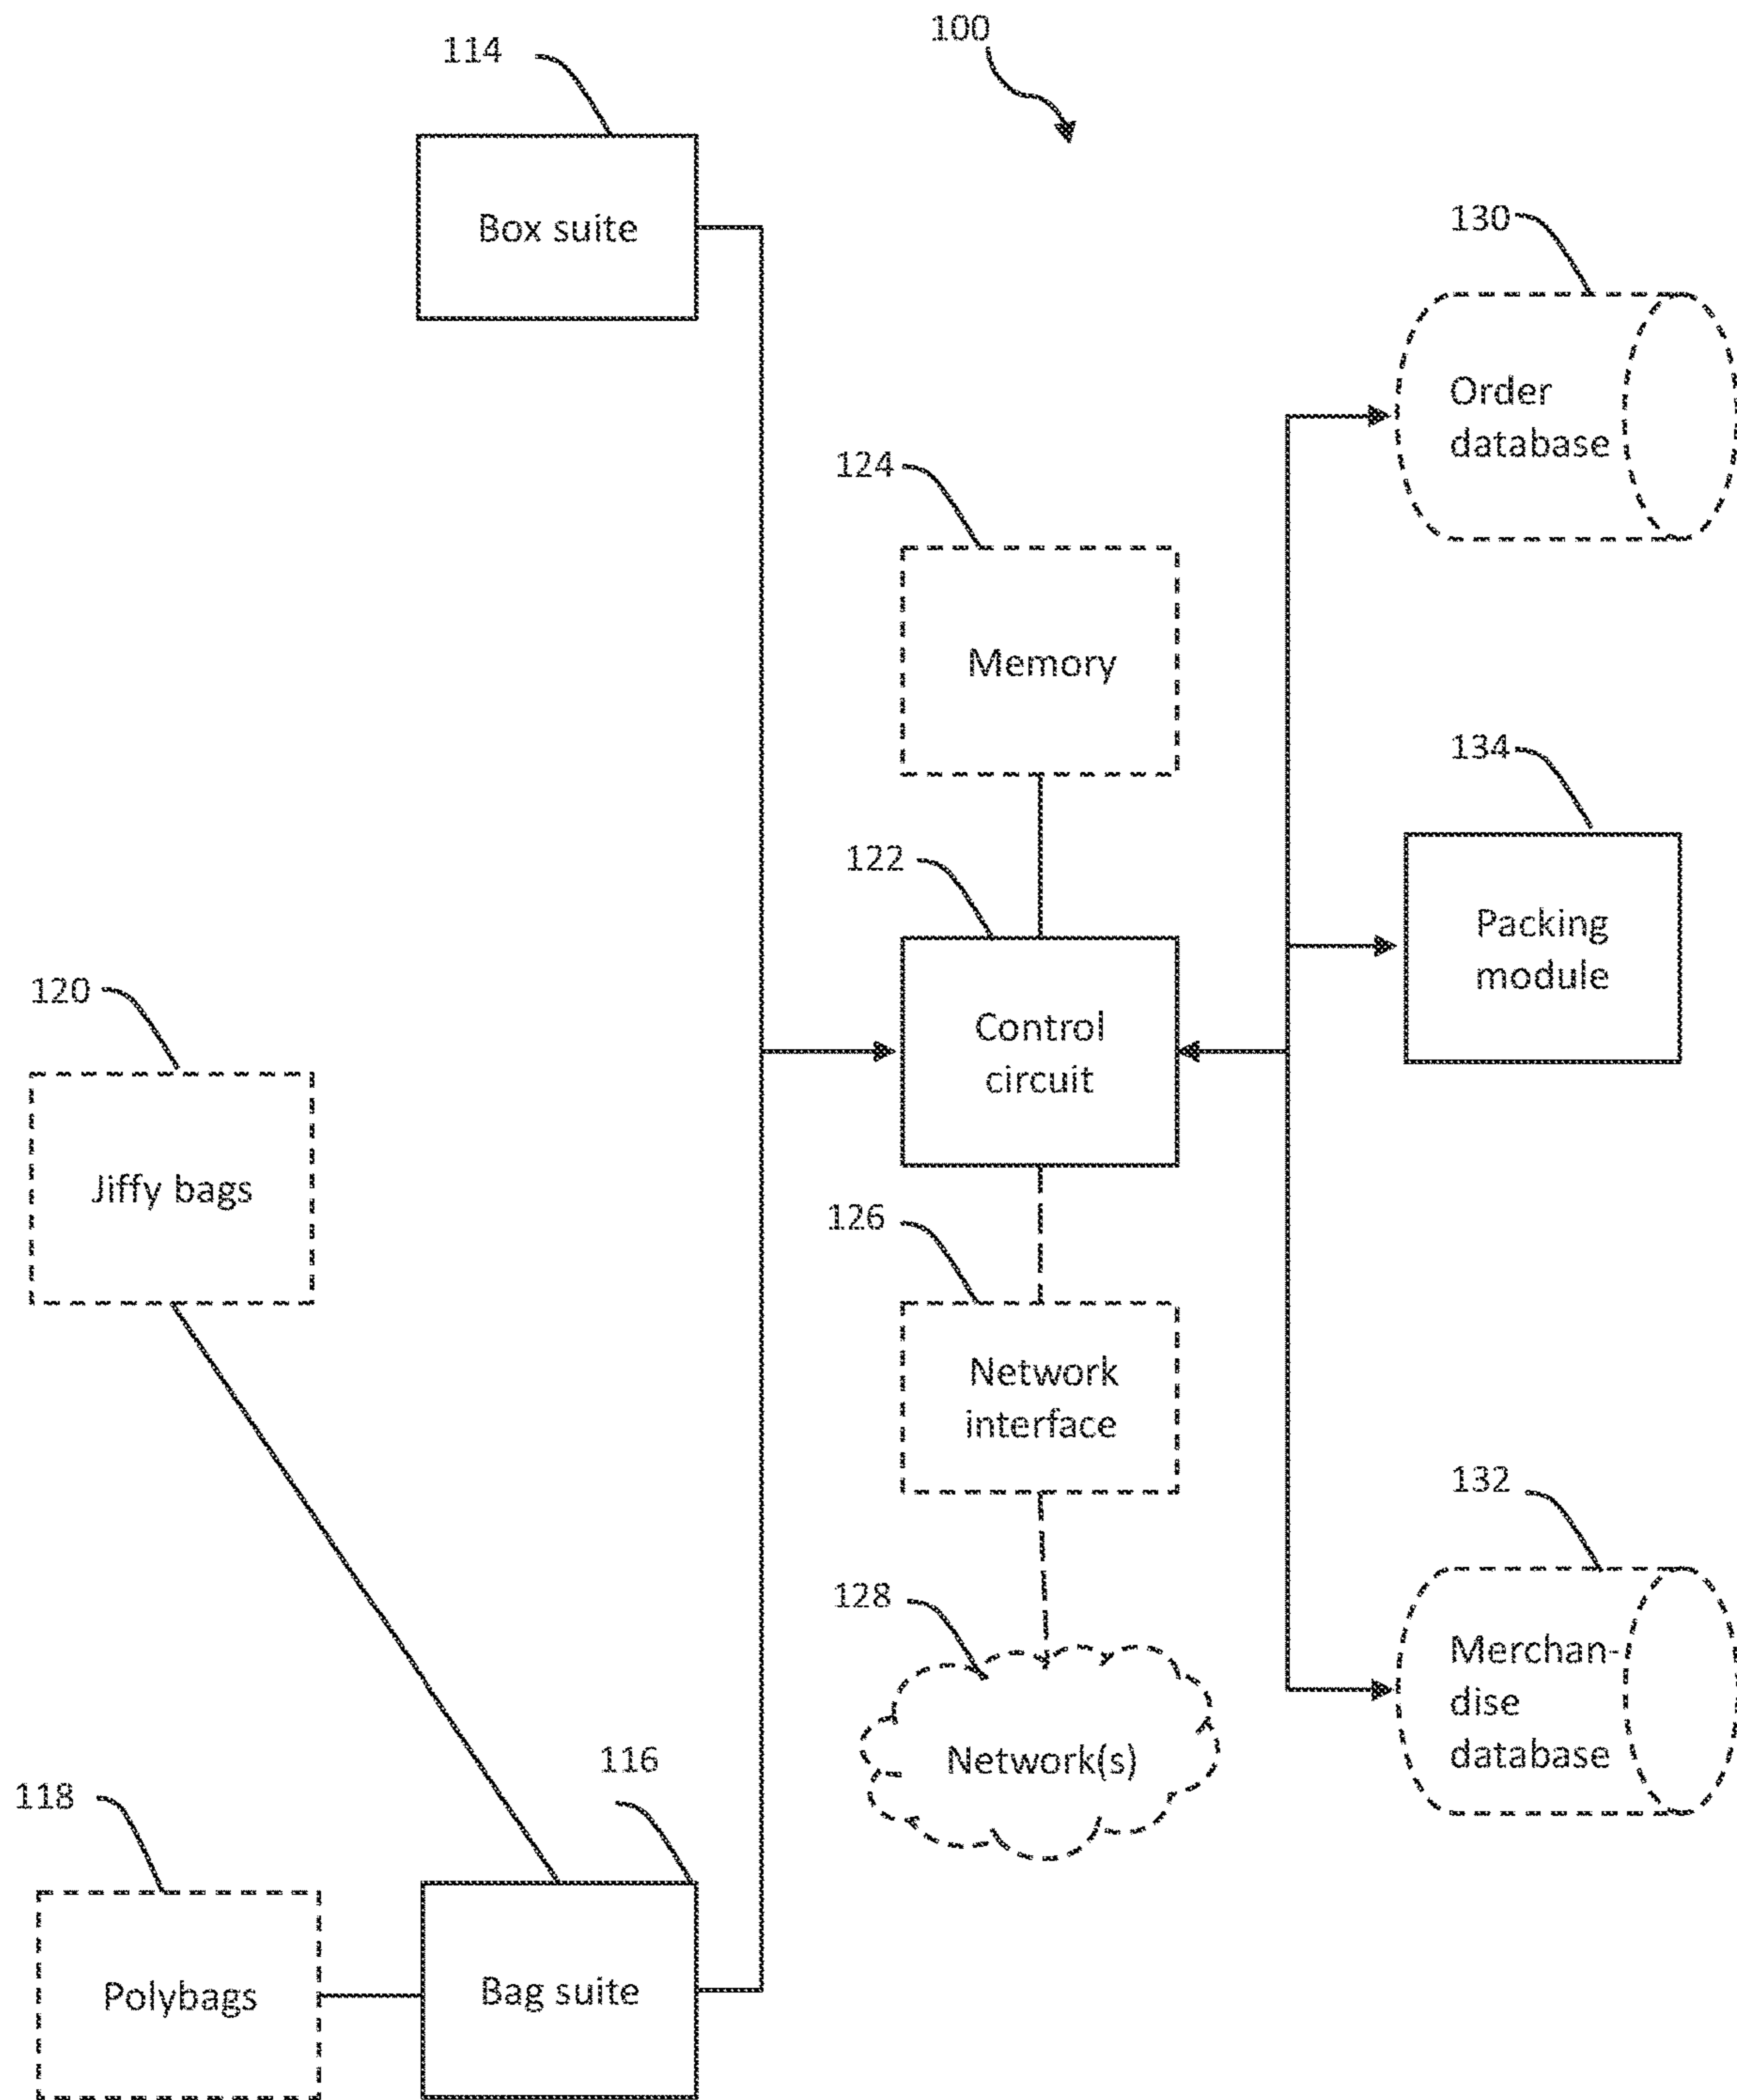 100
114
Box suite
130
Order
database
124
Memory
134
Packing
module
122
Control
circuit
120
Jiffy bags
126
Network
interface
132
Merchan-
dise
database
128
Network(s)
116
Bag suite
118
Polybags